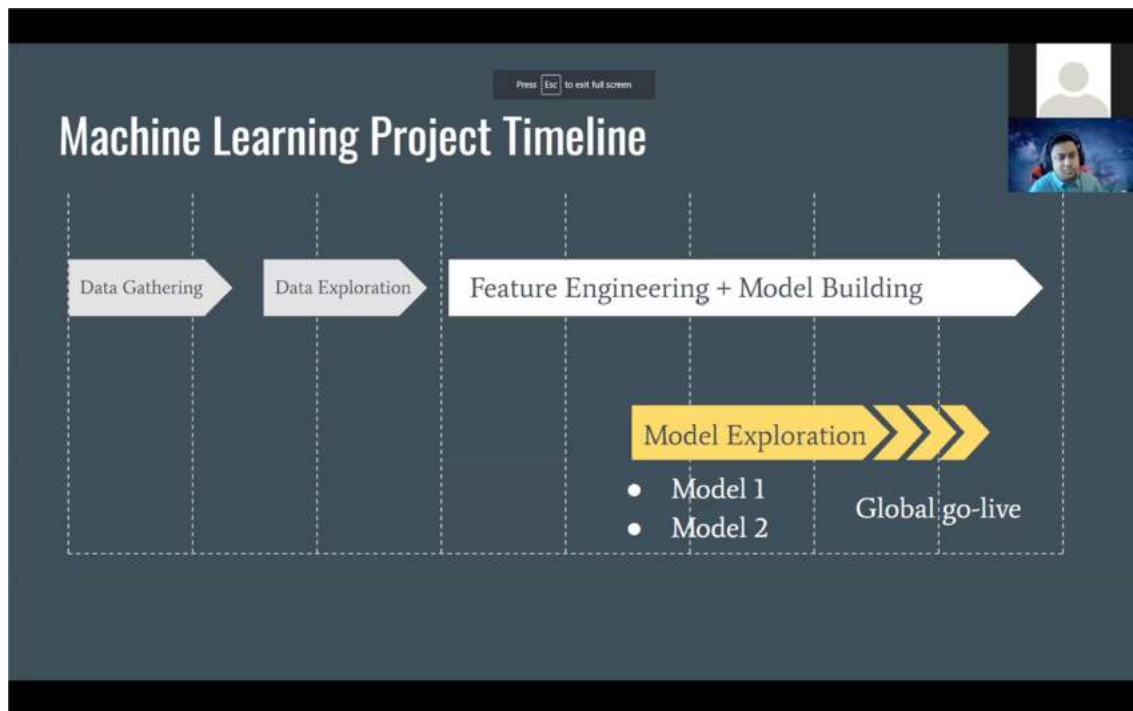 Press Esc to exit full screen
Machine Learning Project Timeline
Data Gathering
Data Exploration
Feature Engineering + Model Building
Model Exploration
● Model 1
● Model 2
Global go-live